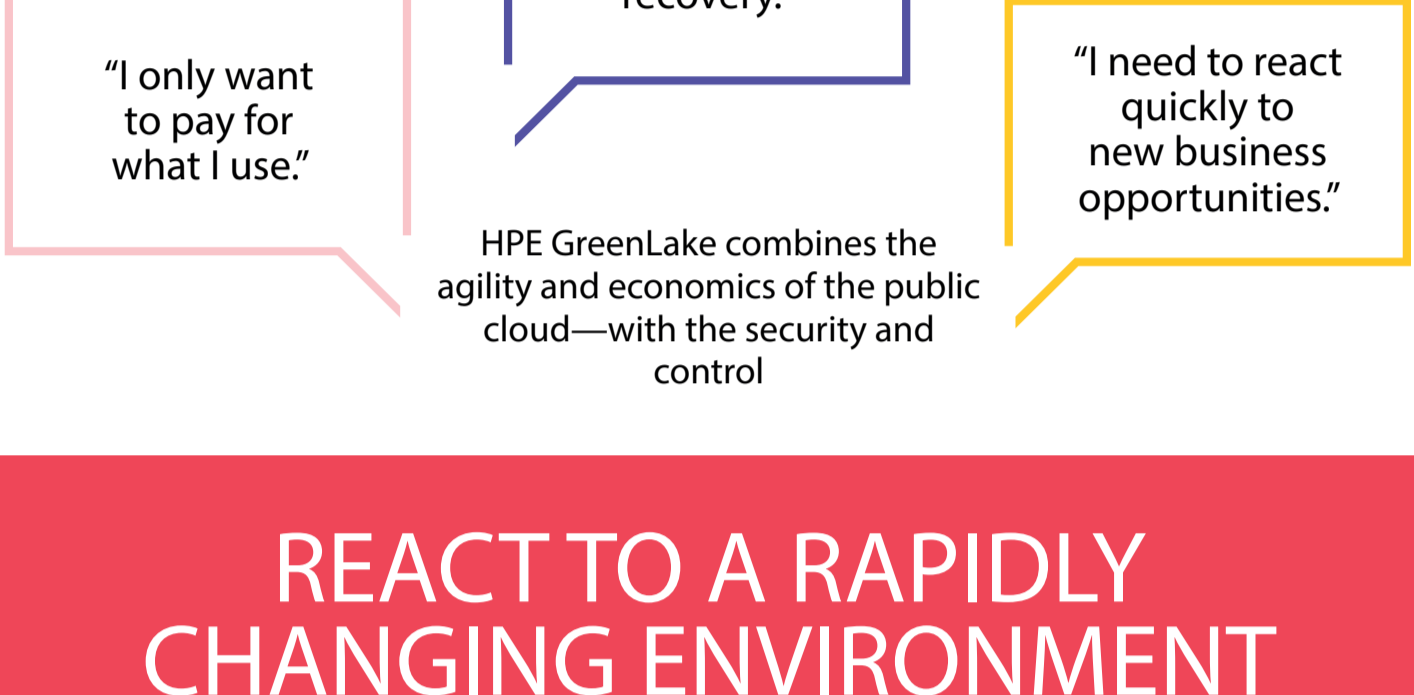 recovery.”
“I only want
to pay for
what I use.”
“I need to react
quickly to
new business
opportunities.”
HPE GreenLake combines the
agility and economics of the public
cloud—with the security and
control
REACT TO A RAPIDLY
CHANGING ENVIRONMENT